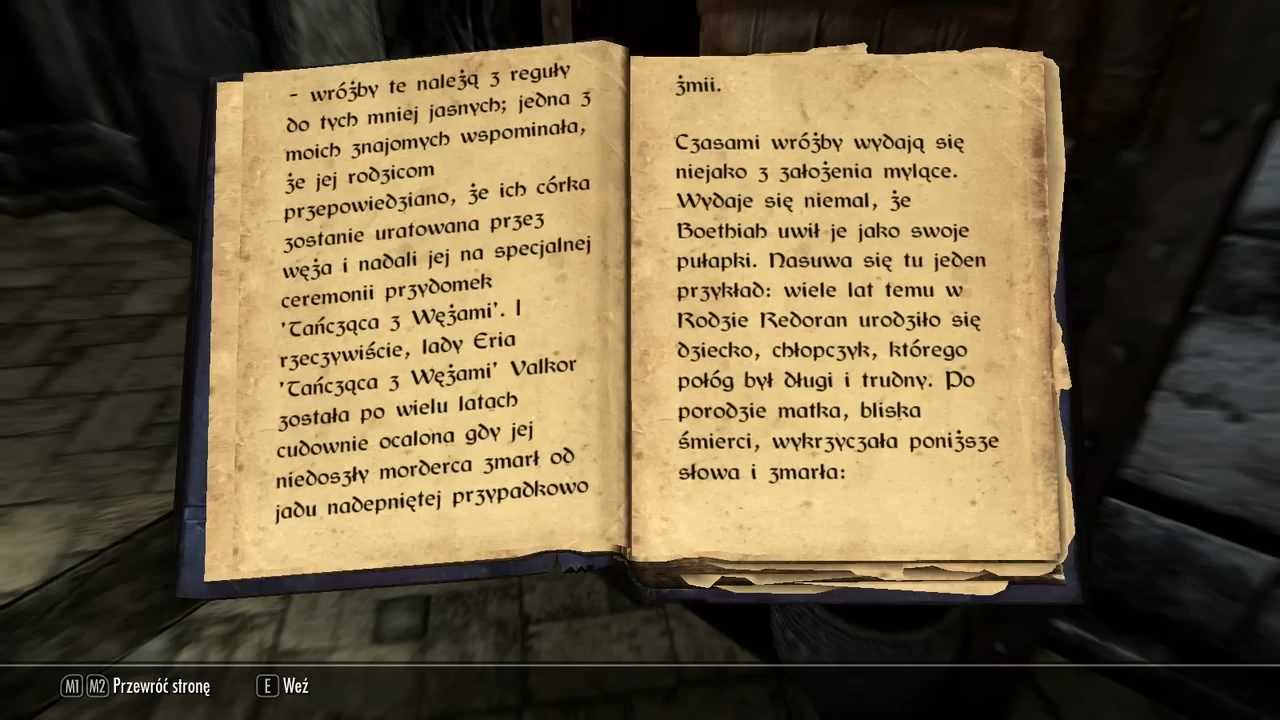 - wróżby te należą z reguły
do tych mniej jasnych; jedna z
moich znajomych wspominała,
że jej rodzicom
przepowiedziano, że ich córka
zostanie uratowana przez
węża i nadali jej na specjalnej
ceremonii przydomek
'Tańcząca z Wężami'. I
rzeczywiście, lady Eria
'Tańcząca z Wężami' Valkor
została po wielu latach
cudownie ocalona gdy jej
niedoszły morderca zmarł od
jadu nadepniętej przypadkowo
żmii.
Czasami wróżby wydają się
niejako z założenia mylące.
Wydaje się niemal, że
Boethiah uwił je jako swoje
pułapki. Nasuwa się tu jeden
przykład: wiele lat temu w
Rodzie Redoran urodziło się
dziecko, chłopczyk, którego
połóg był długi i trudny. Po
porodzie matka, bliska
śmierci, wykrzyczała poniższe
słowa i zmarła:
M1 M2 Przewróć stronę
E Weź